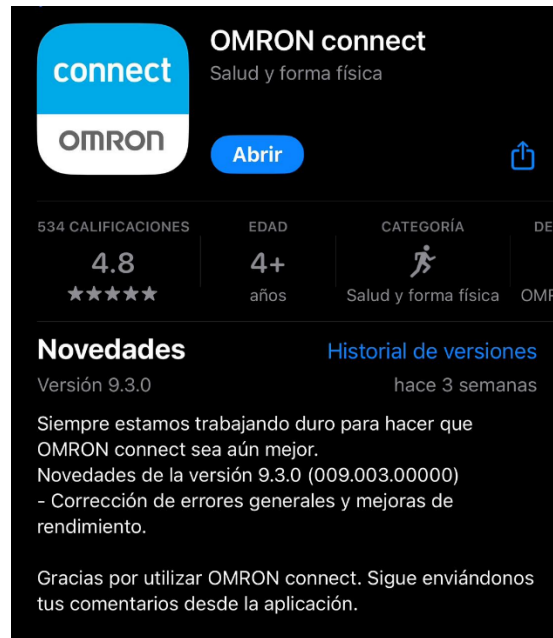 connect
OMRON
OMRON connect
Salud y forma física
Abrir
534 CALIFICACIONES
4.8
★★★★★
EDAD
4+
años
CATEGORÍA
Salud y forma física
DE
OMR
Novedades
Historial de versiones
Versión 9.3.0
hace 3 semanas
Siempre estamos trabajando duro para hacer que
OMRON connect sea aún mejor.
Novedades de la versión 9.3.0 (009.003.00000)
- Corrección de errores generales y mejoras de
rendimiento.
Gracias por utilizar OMRON connect. Sigue enviándonos
tus comentarios desde la aplicación.